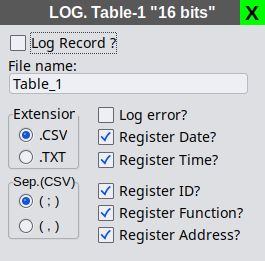 LOG. Table-1 "16 bits" X
Log Record ?
File name:
Table_1
Extension
.CSV
.TXT
Sep.(CSV)
( ; )
( , )
Log error?
Register Date?
Register Time?
Register ID?
Register Function?
Register Address?